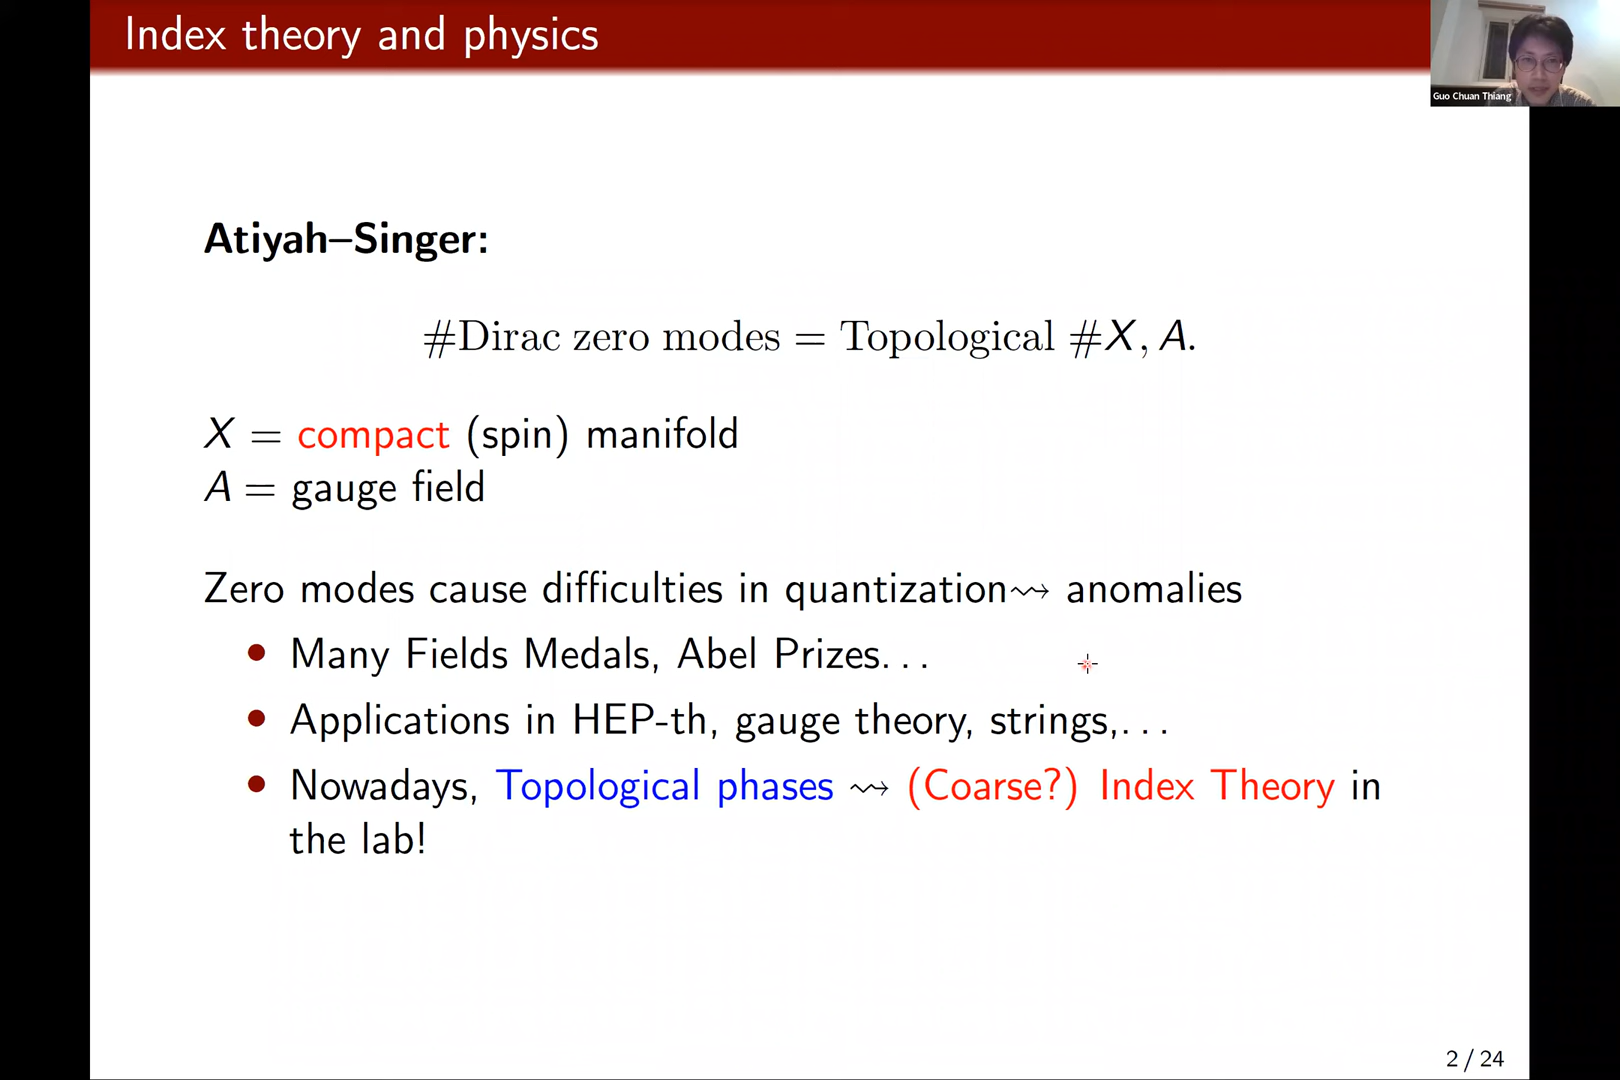 Index theory and physics
Guo Chuan Thiang
Atiyah–Singer:
#Dirac zero modes = Topological #X, A.
X = compact (spin) manifold
A = gauge field
Zero modes cause difficulties in quantization⇝ anomalies
• Many Fields Medals, Abel Prizes...
• Applications in HEP-th, gauge theory, strings,...
• Nowadays, Topological phases ⇝ (Coarse?) Index Theory in
the lab!
2 / 24